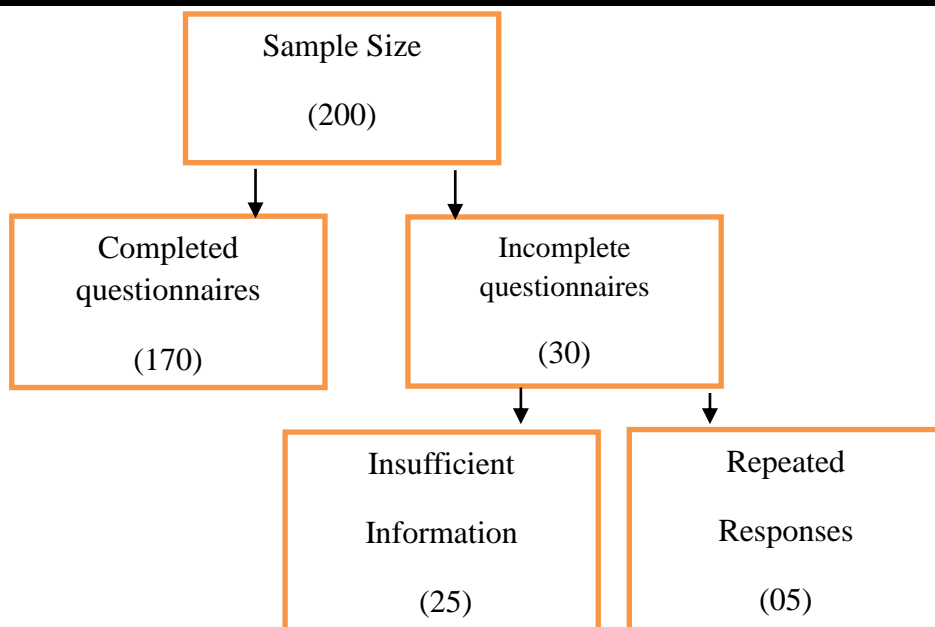 Sample Size
(200)
Completed
questionnaires
(170)
Incomplete
questionnaires
(30)
Insufficient
Information
(25)
Repeated
Responses
(05)